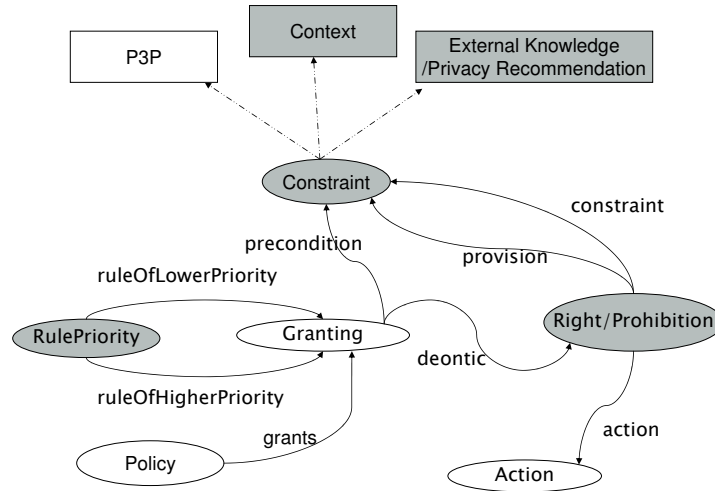 Context
P3P
External Knowledge
/Privacy Recommendation
Constraint
constraint
precondition
provision
ruleOfLowerPriority
RulePriority
Granting
Right/Prohibition
deontic
ruleOfHigherPriority
grants
action
Policy
Action